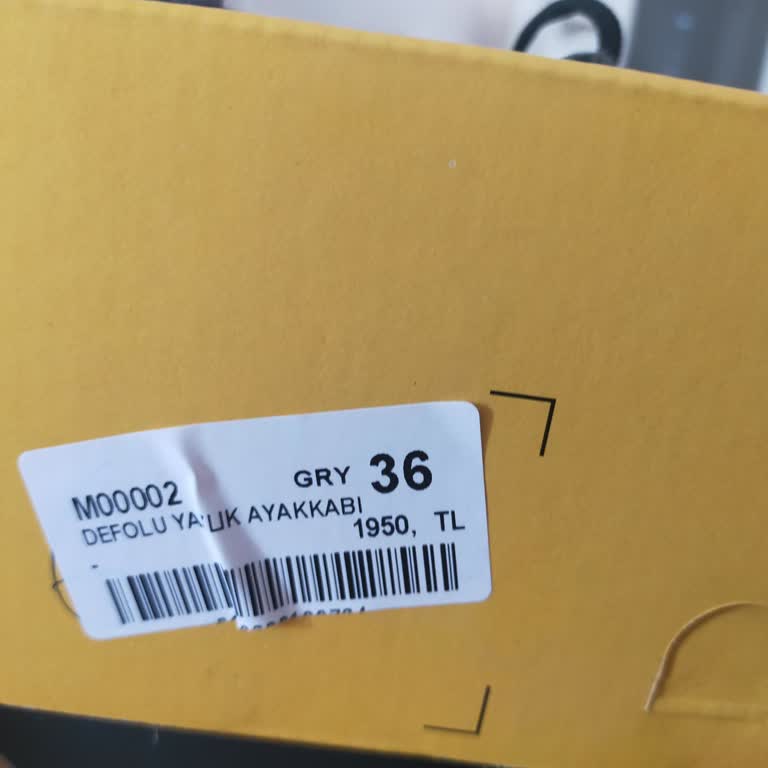 M00002 GRY 36
DEFOLU AYAKKABI
1950, TL